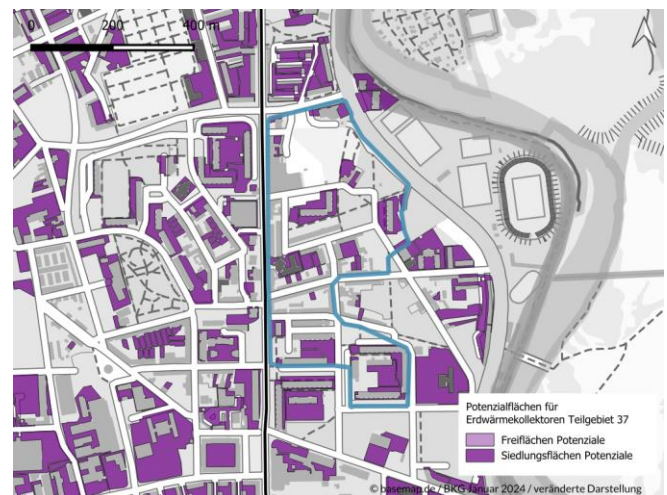 0 200 400 m
Potenzialflächen für
Erdwärmekollektoren Teilgebiet 37
Freiflächen Potenziale
Siedlungsflächen Potenziale
© basemap.de / BKG Januar 2024 / veränderte Darstellung